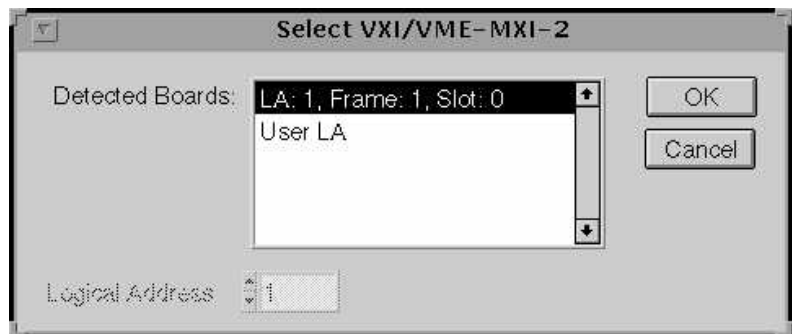 Select VXI/VME-MXI-2
Detected Boards:
LA: 1, Frame: 1, Slot: 0
User LA
OK
Cancel
Logical Address
1